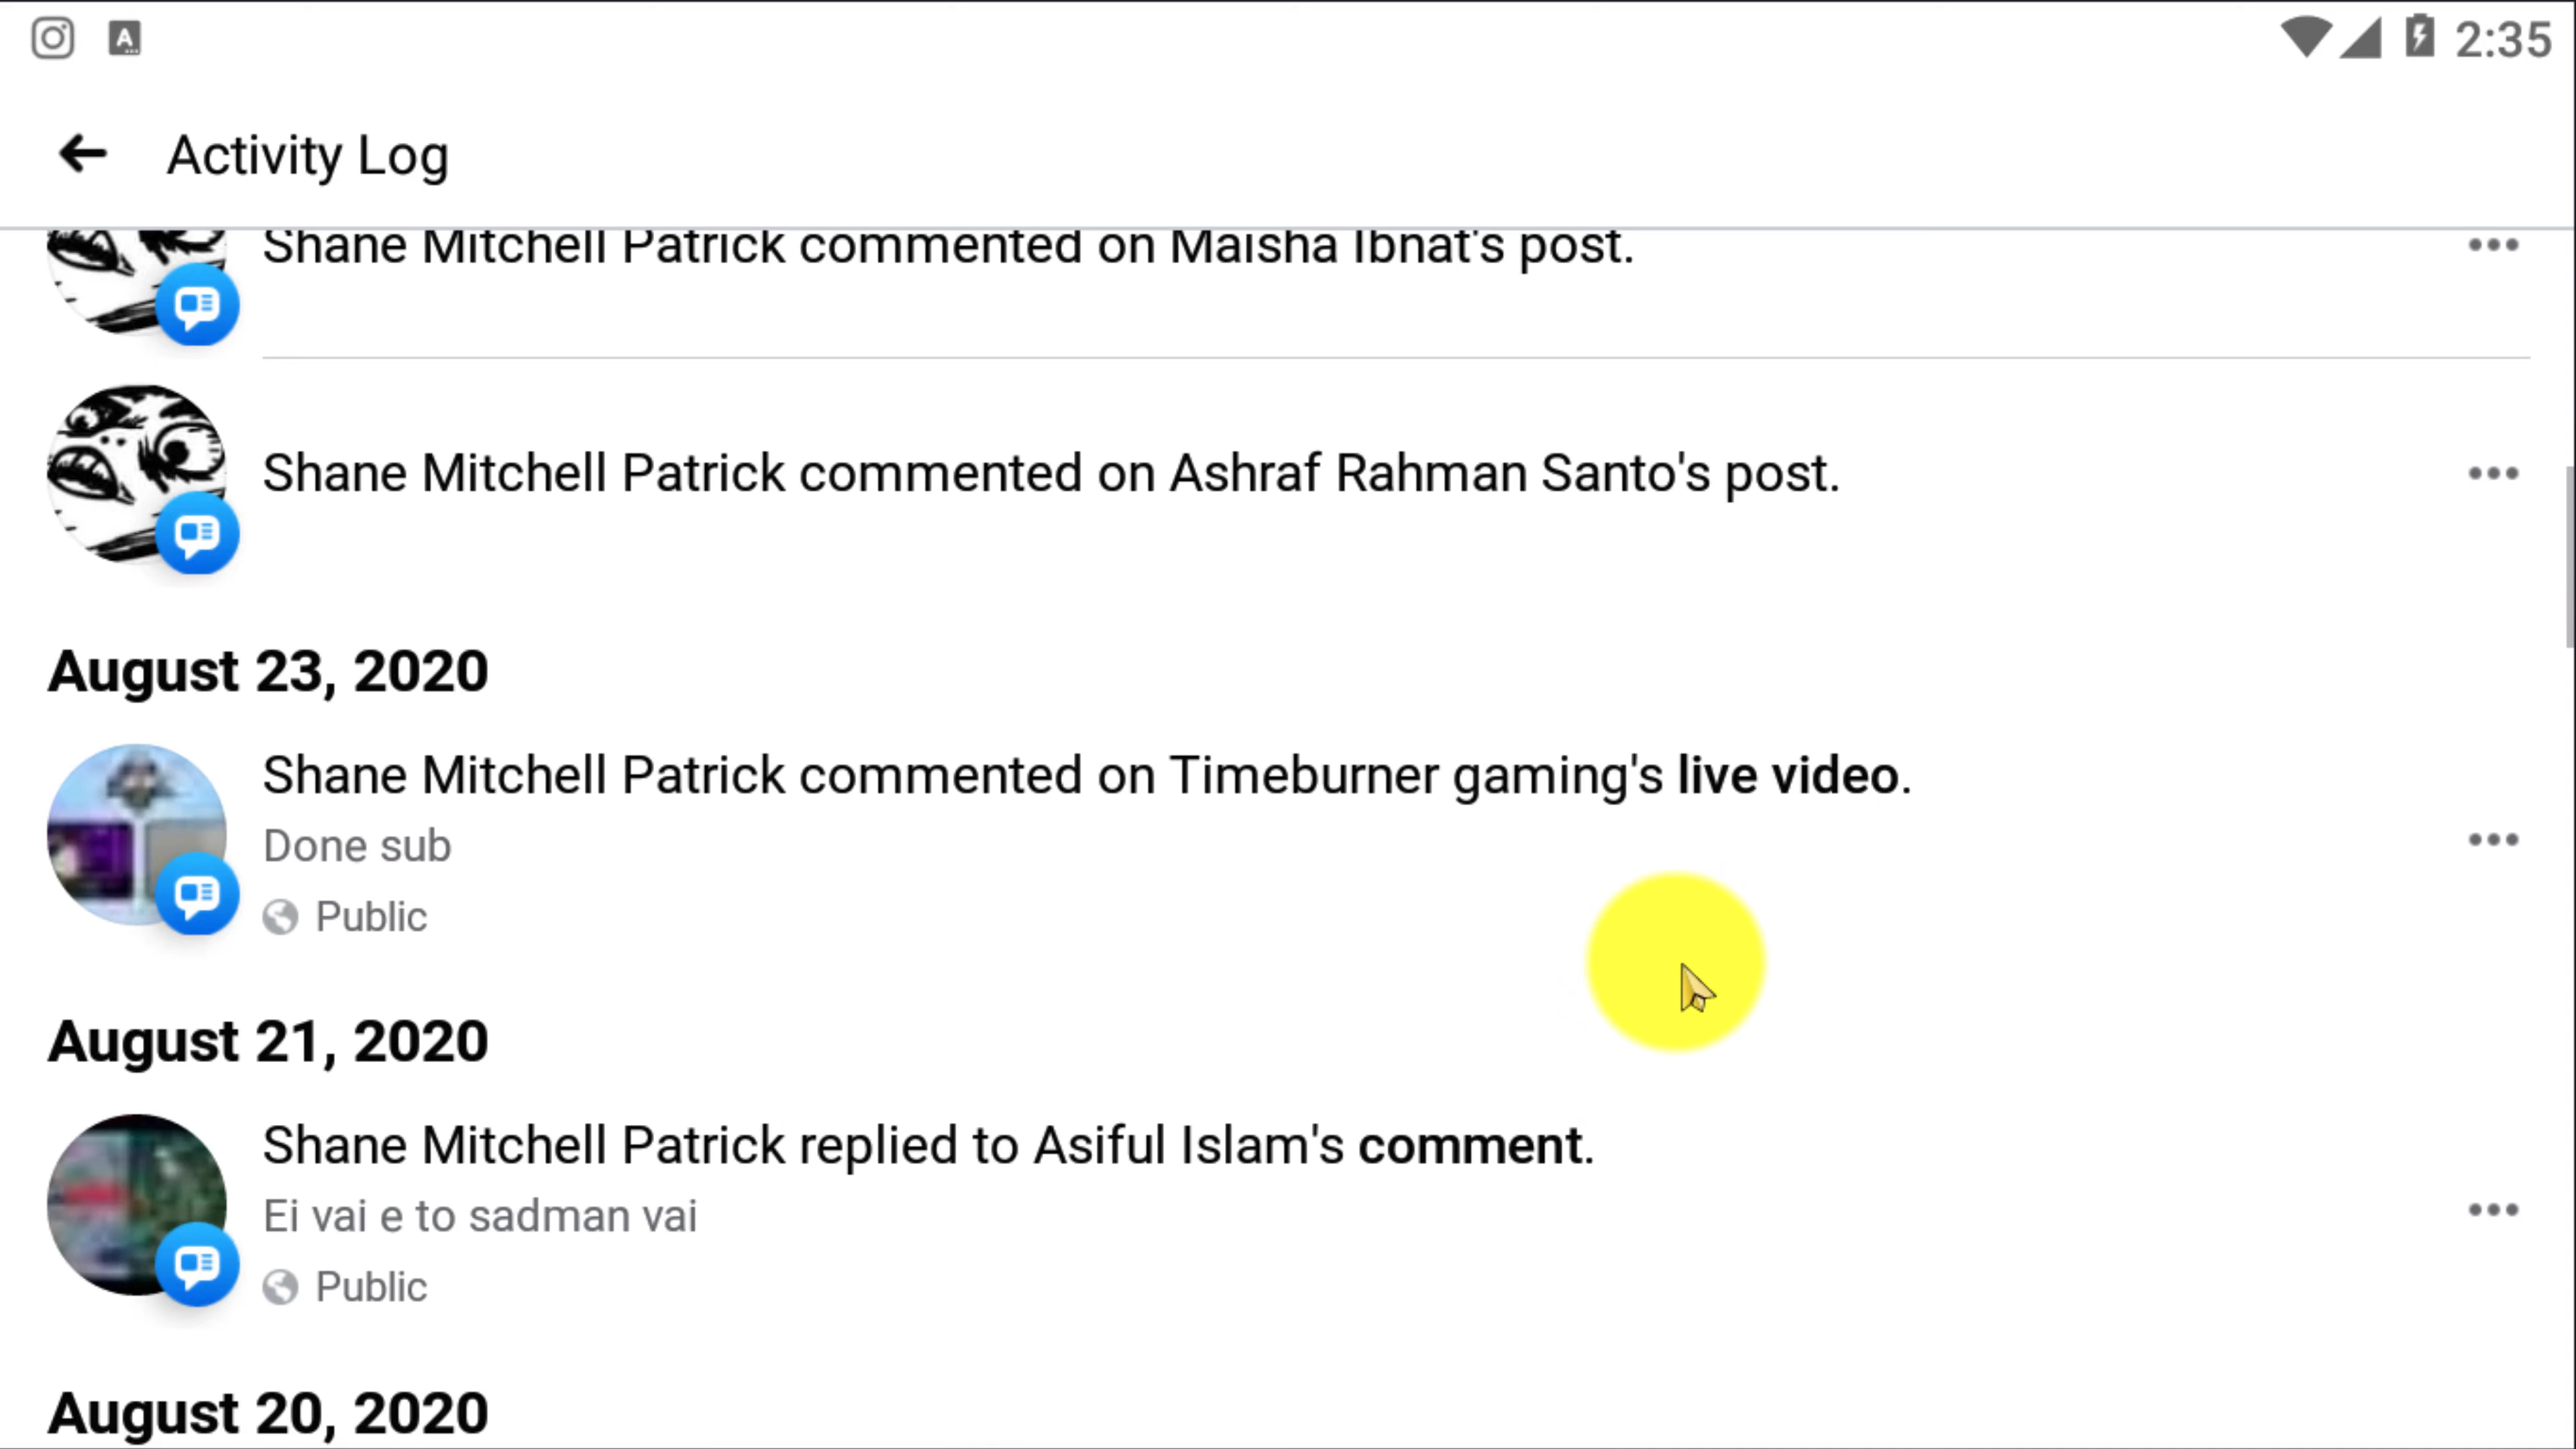 2:35
Activity Log
Shane Mitchell Patrick commented on Maisha Ibnat's post.
Shane Mitchell Patrick commented on Ashraf Rahman Santo's post.
August 23, 2020
Shane Mitchell Patrick commented on Timeburner gaming's live video.
Done sub
Public
August 21, 2020
Shane Mitchell Patrick replied to Asiful Islam's comment.
Ei vai e to sadman vai
Public
August 20, 2020